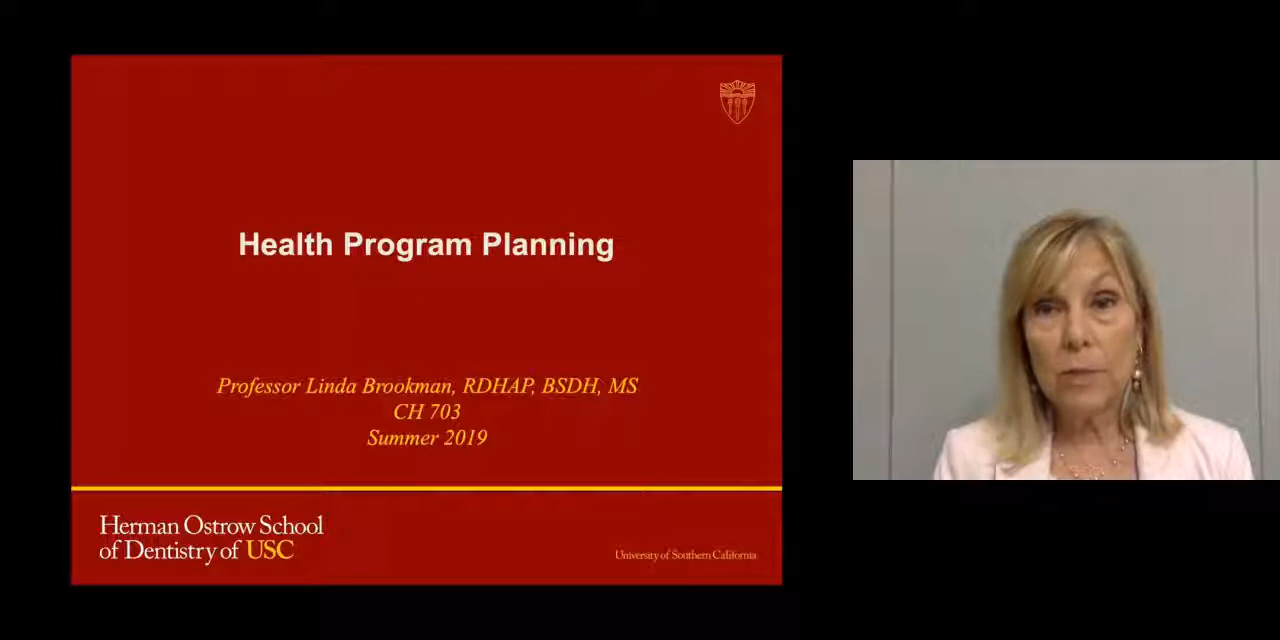 Health Program Planning
Professor Linda Brookman, RDHAP, BSDH, MS
CH 703
Summer 2019
Herman Ostrow School
of Dentistry of USC
University of Southern California